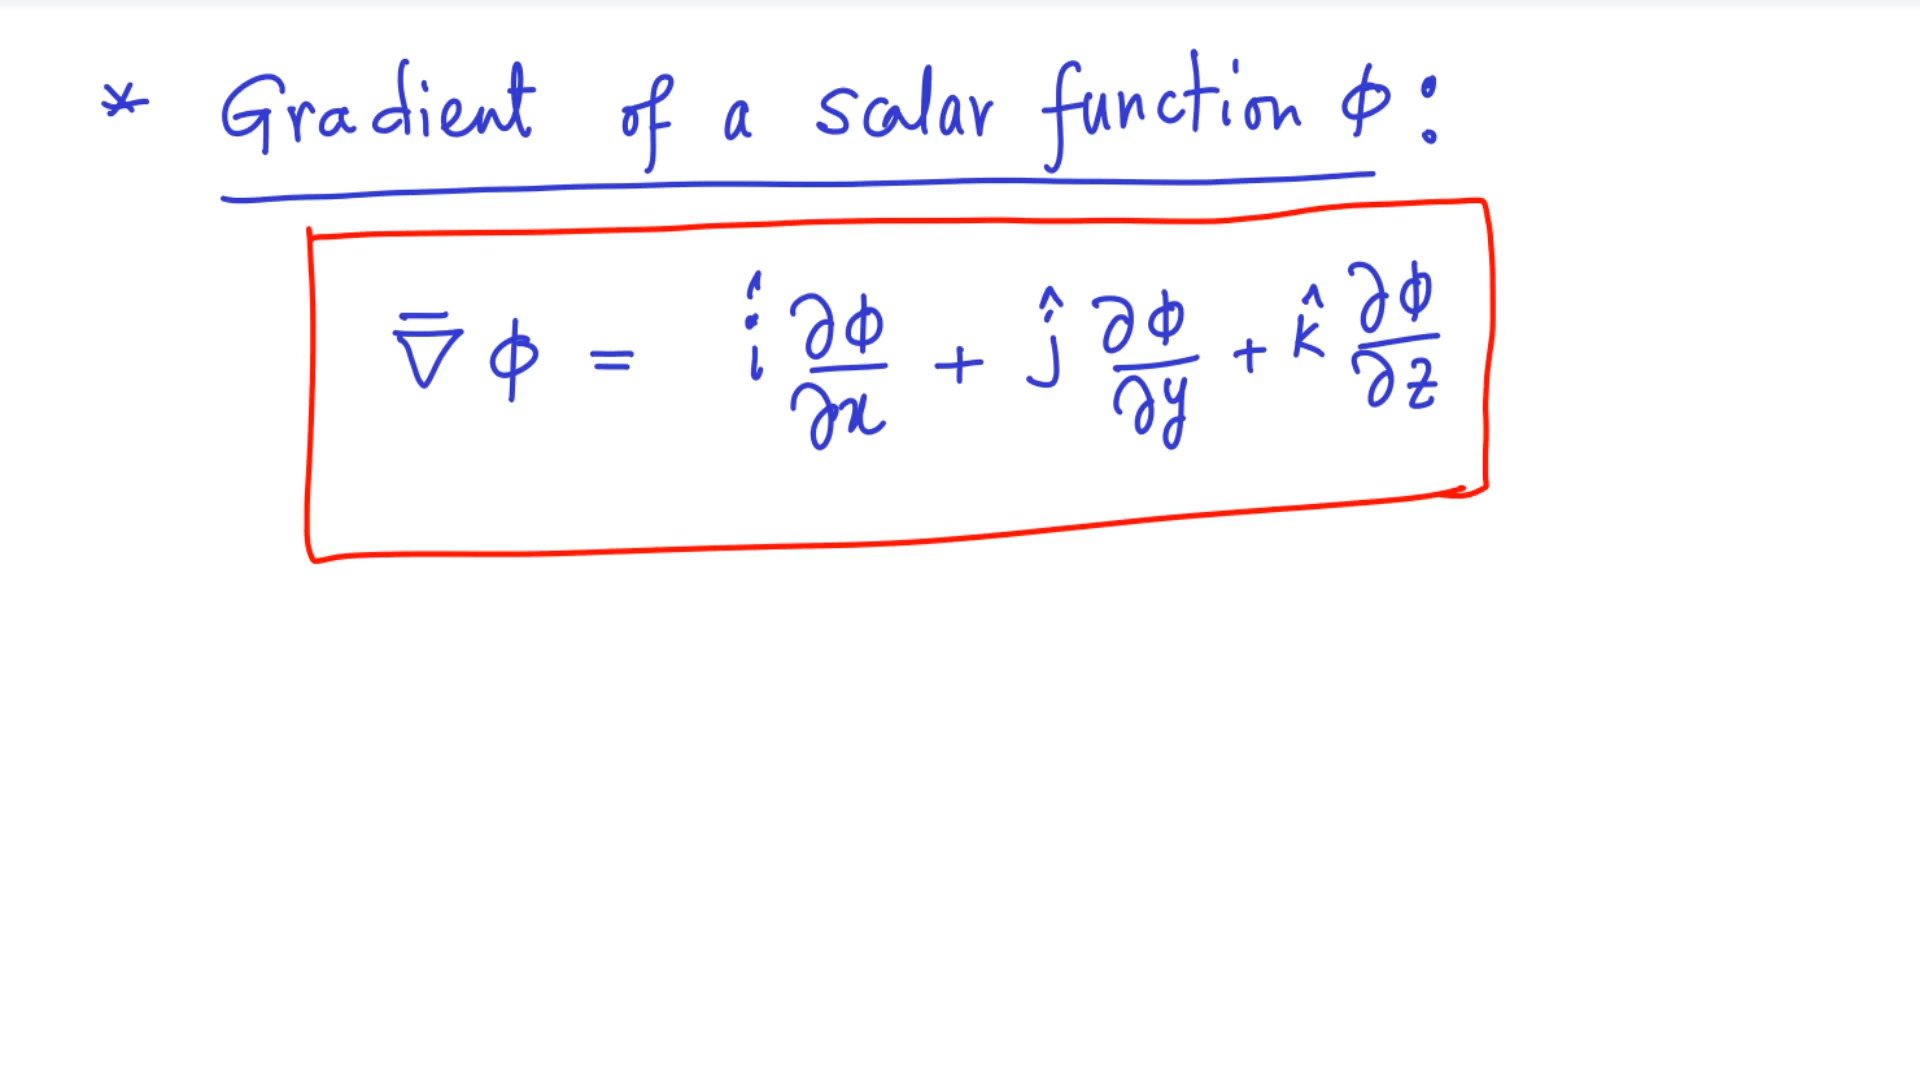 * Gradient of a scalar function ϕ:
∇̅ ϕ = î ∂ϕ/∂x + ĵ ∂ϕ/∂y + k̂ ∂ϕ/∂z